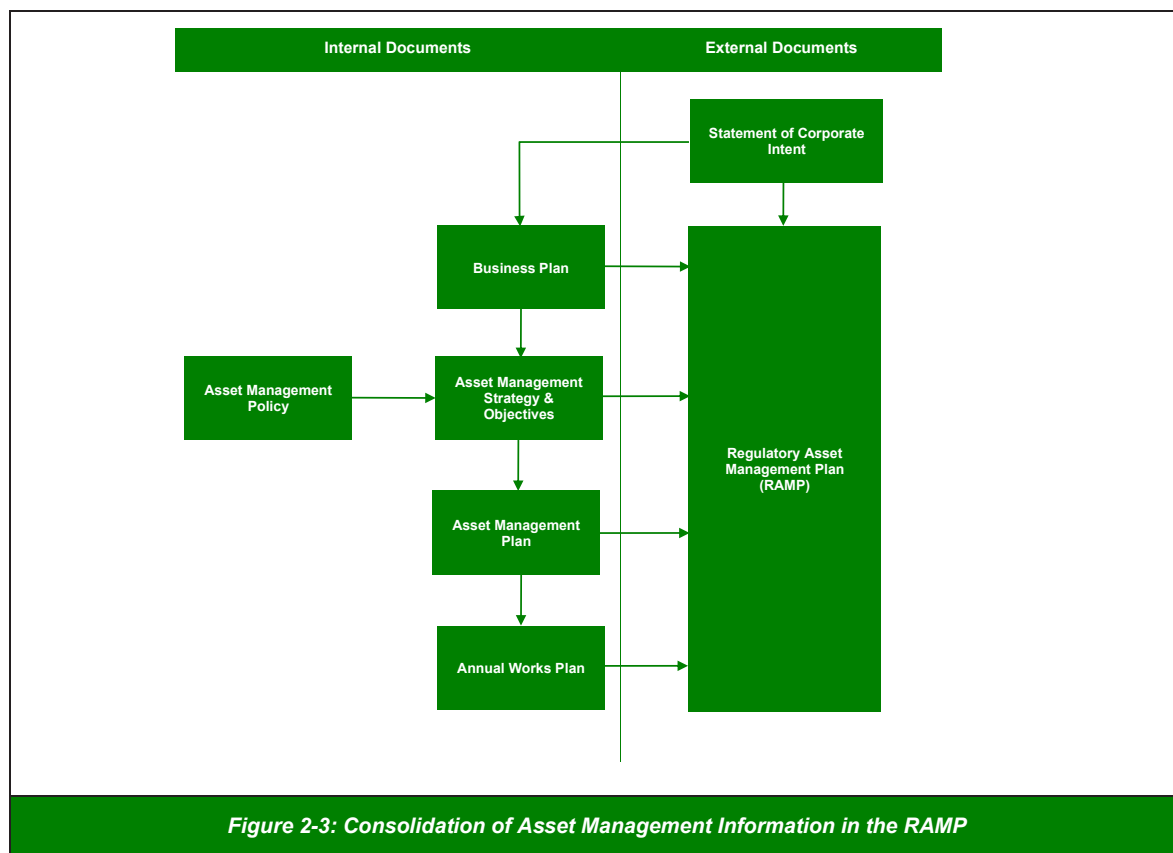 Internal Documents
External Documents
Statement of Corporate
Intent
Business Plan
Asset Management
Policy
Asset Management
Strategy &
Objectives
Regulatory Asset
Management Plan
(RAMP)
Asset Management
Plan
Annual Works Plan
Figure 2-3: Consolidation of Asset Management Information in the RAMP